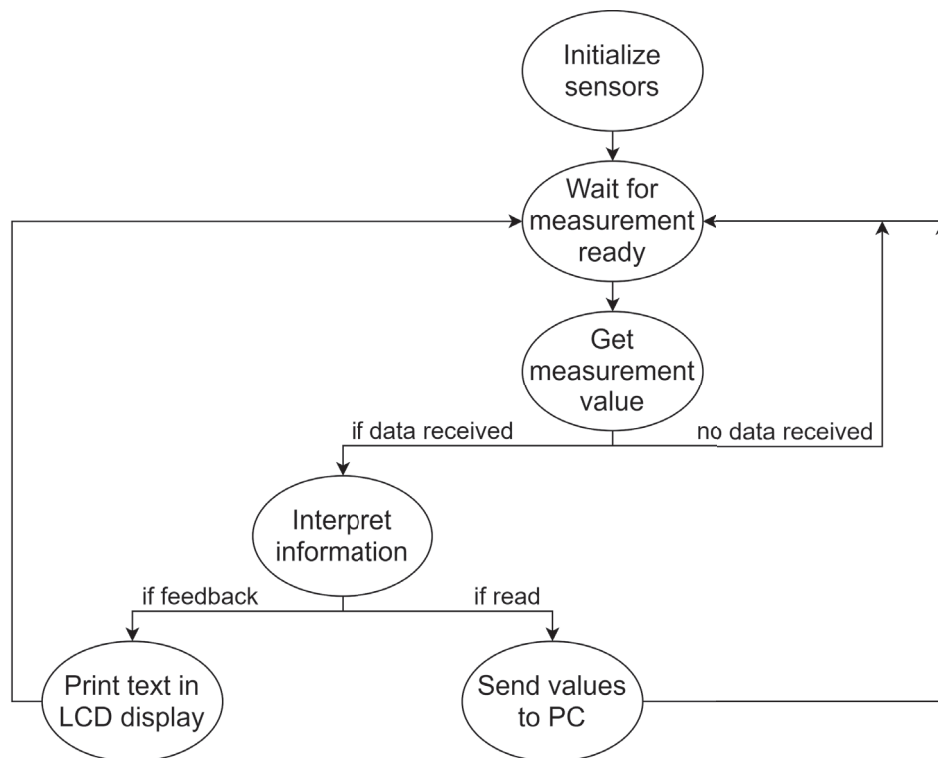 Initialize
sensors
Wait for
measurement
ready
Get
measurement
value
if data received
no data received
Interpret
information
if feedback
if read
Print text in
LCD display
Send values
to PC